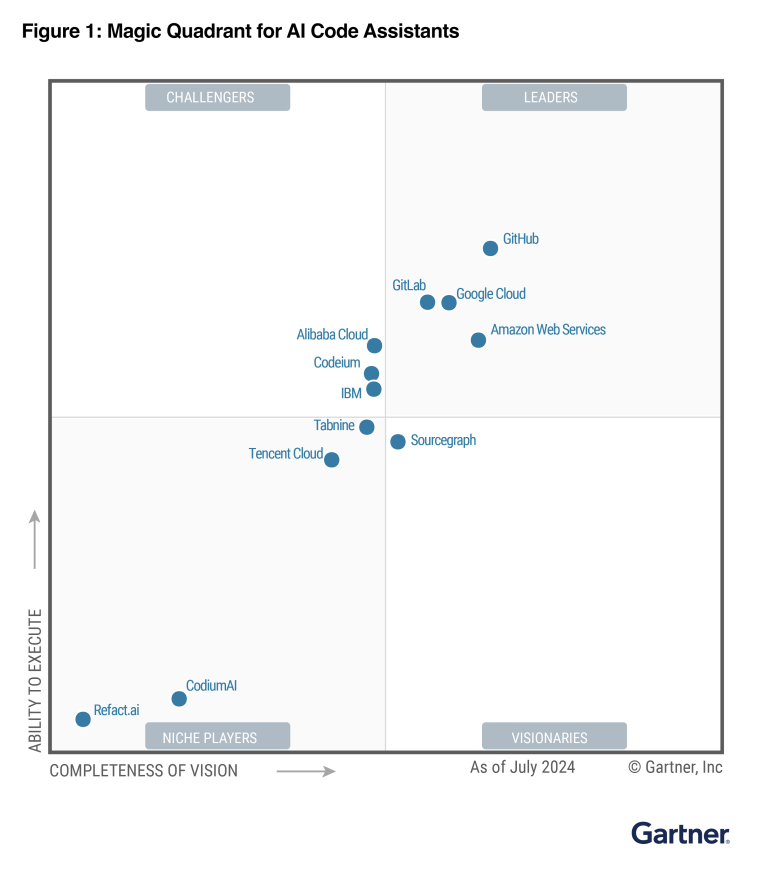 Figure 1: Magic Quadrant for AI Code Assistants
CHALLENGERS
LEADERS
GitHub
GitLab
Google Cloud
Amazon Web Services
Alibaba Cloud
Codeium
IBM
Tabnine
Sourcegraph
Tencent Cloud
CodiumAI
Refact.ai
NICHE PLAYERS
VISIONARIES
ABILITY TO EXECUTE
COMPLETENESS OF VISION
As of July 2024
© Gartner, Inc
Gartner®